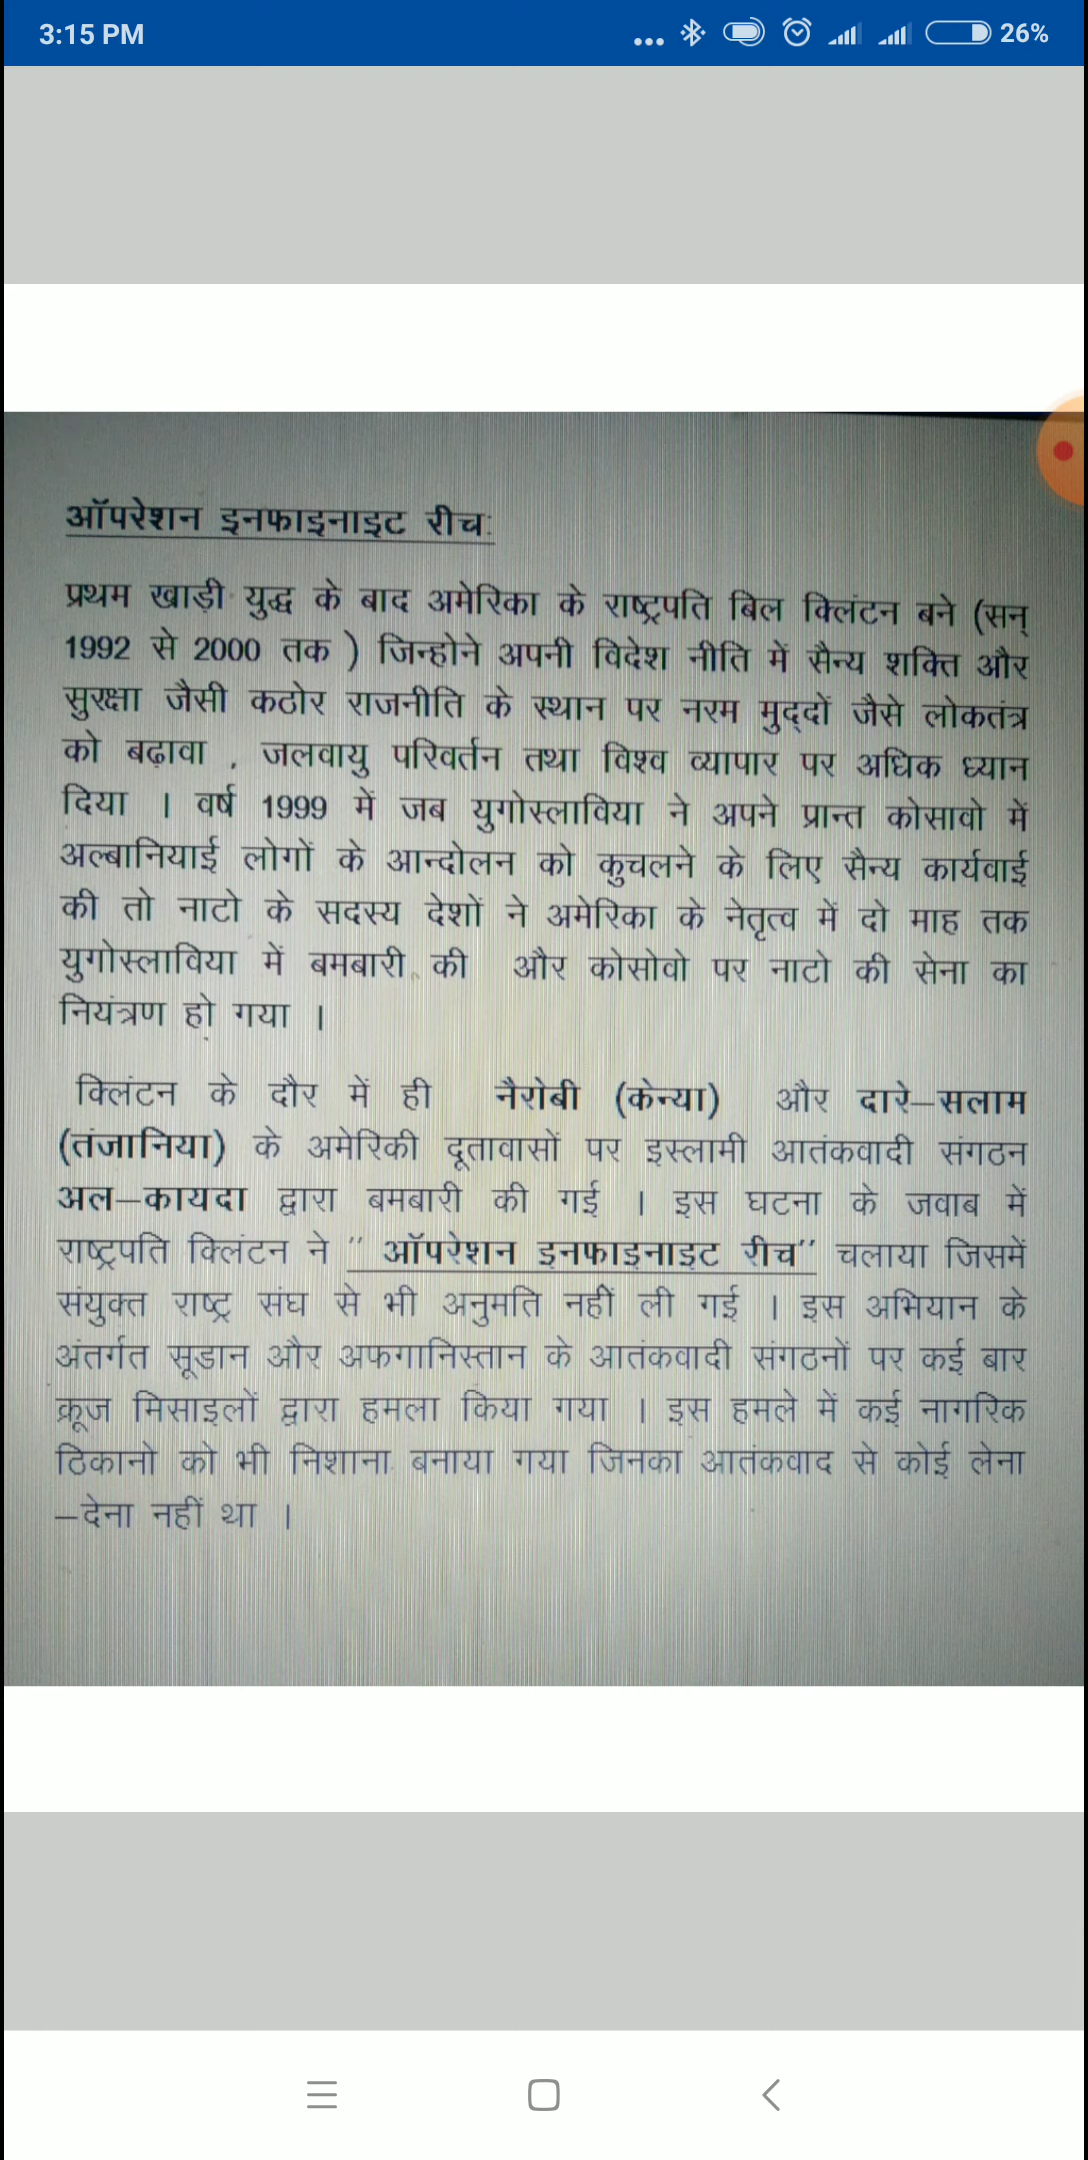 3:15 PM
... 26%
ऑपरेशन इनफाइनाइट रीच:
प्रथम खाड़ी युद्ध के बाद अमेरिका के राष्ट्रपति बिल क्लिंटन बने (सन्
1992 से 2000 तक ) जिन्होने अपनी विदेश नीति में सैन्य शक्ति और
सुरक्षा जैसी कठोर राजनीति के स्थान पर नरम मुद्दों जैसे लोकतंत्र
को बढ़ावा , जलवायु परिवर्तन तथा विश्व व्यापार पर अधिक ध्यान
दिया । वर्ष 1999 में जब युगोस्लाविया ने अपने प्रान्त कोसावो में
अल्बानियाई लोगों के आन्दोलन को कुचलने के लिए सैन्य कार्यवाई
की तो नाटो के सदस्य देशों ने अमेरिका के नेतृत्व में दो माह तक
युगोस्लाविया में बमबारी की और कोसोवो पर नाटो की सेना का
नियंत्रण हो गया ।
क्लिंटन के दौर में ही नैरोबी (केन्या) और दारे–सलाम
(तंजानिया) के अमेरिकी दूतावासों पर इस्लामी आतंकवादी संगठन
अल–कायदा द्वारा बमबारी की गई । इस घटना के जवाब में
राष्ट्रपति क्लिंटन ने " ऑपरेशन इनफाइनाइट रीच" चलाया जिसमें
संयुक्त राष्ट्र संघ से भी अनुमति नहीं ली गई । इस अभियान के
अंतर्गत सूडान और अफगानिस्तान के आतंकवादी संगठनों पर कई बार
क्रूज मिसाइलों द्वारा हमला किया गया । इस हमले में कई नागरिक
ठिकानो को भी निशाना बनाया गया जिनका आतंकवाद से कोई लेना
–देना नहीं था ।